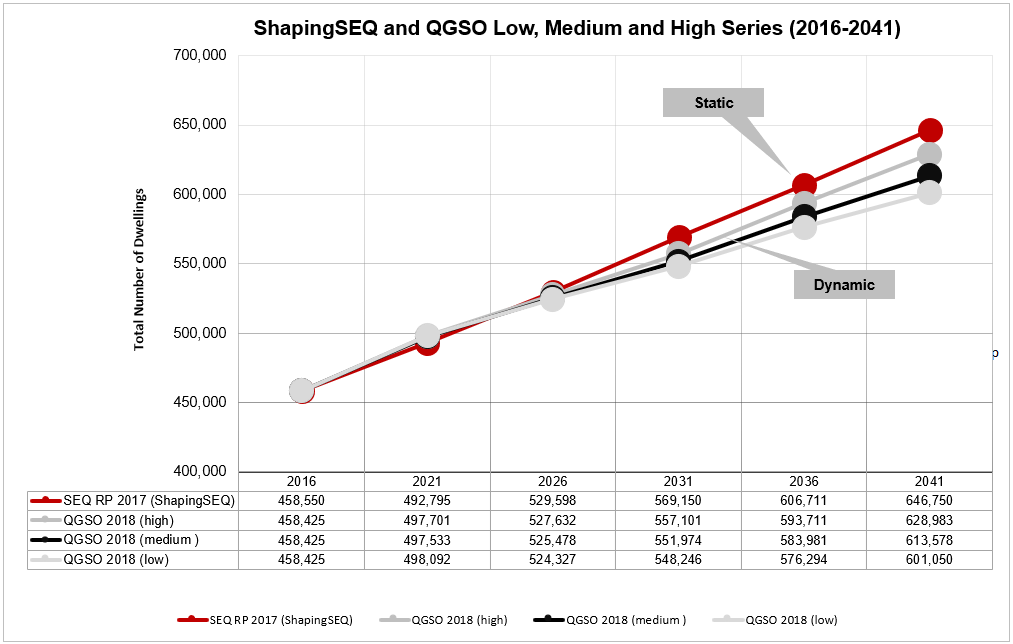 ShapingSEQ and QGSO Low, Medium and High Series (2016-2041)
700,000
650,000
600,000
550,000
500,000
450,000
400,000
Total Number of Dwellings
Static
Dynamic
p
2016 2021 2026 2031 2036 2041
SEQ RP 2017 (ShapingSEQ) 458,550 492,795 529,598 569,150 606,711 646,750
QGSO 2018 (high) 458,425 497,701 527,632 557,101 593,711 628,983
QGSO 2018 (medium ) 458,425 497,533 525,478 551,974 583,981 613,578
QGSO 2018 (low) 458,425 498,092 524,327 548,246 576,294 601,050
SEQ RP 2017 (ShapingSEQ) QGSO 2018 (high) QGSO 2018 (medium ) QGSO 2018 (low)